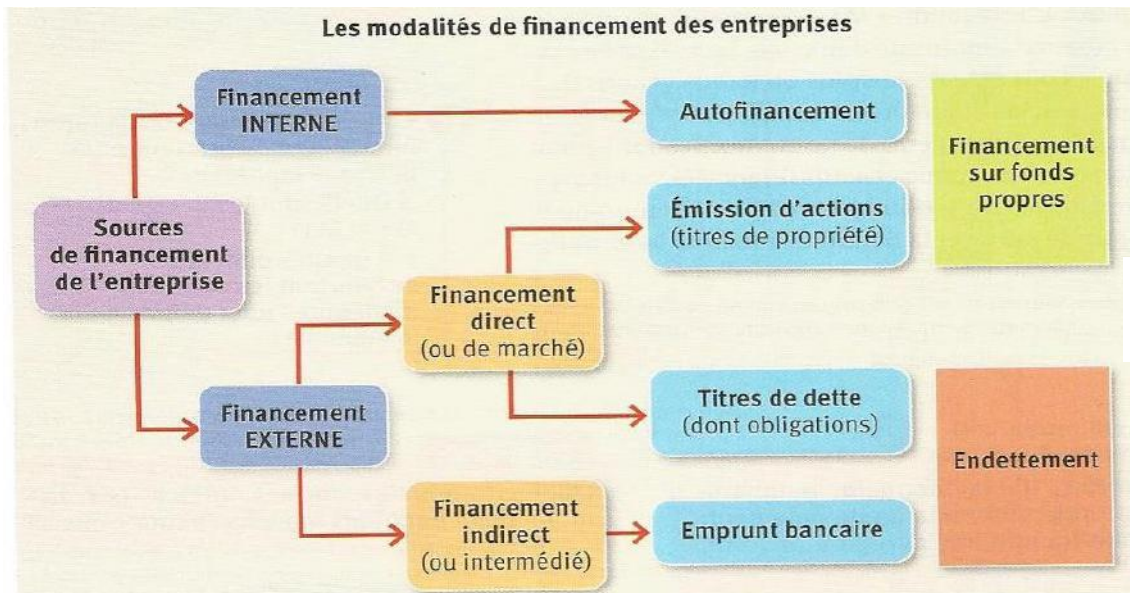 Les modalités de financement des entreprises
Financement
INTERNE
Autofinancement
Financement
sur fonds
propres
Sources
de financement
de l'entreprise
Émission d'actions
(titres de propriété)
Financement
direct
(ou de marché)
Financement
EXTERNE
Titres de dette
(dont obligations)
Endettement
Financement
indirect
(ou intermédié)
Emprunt bancaire